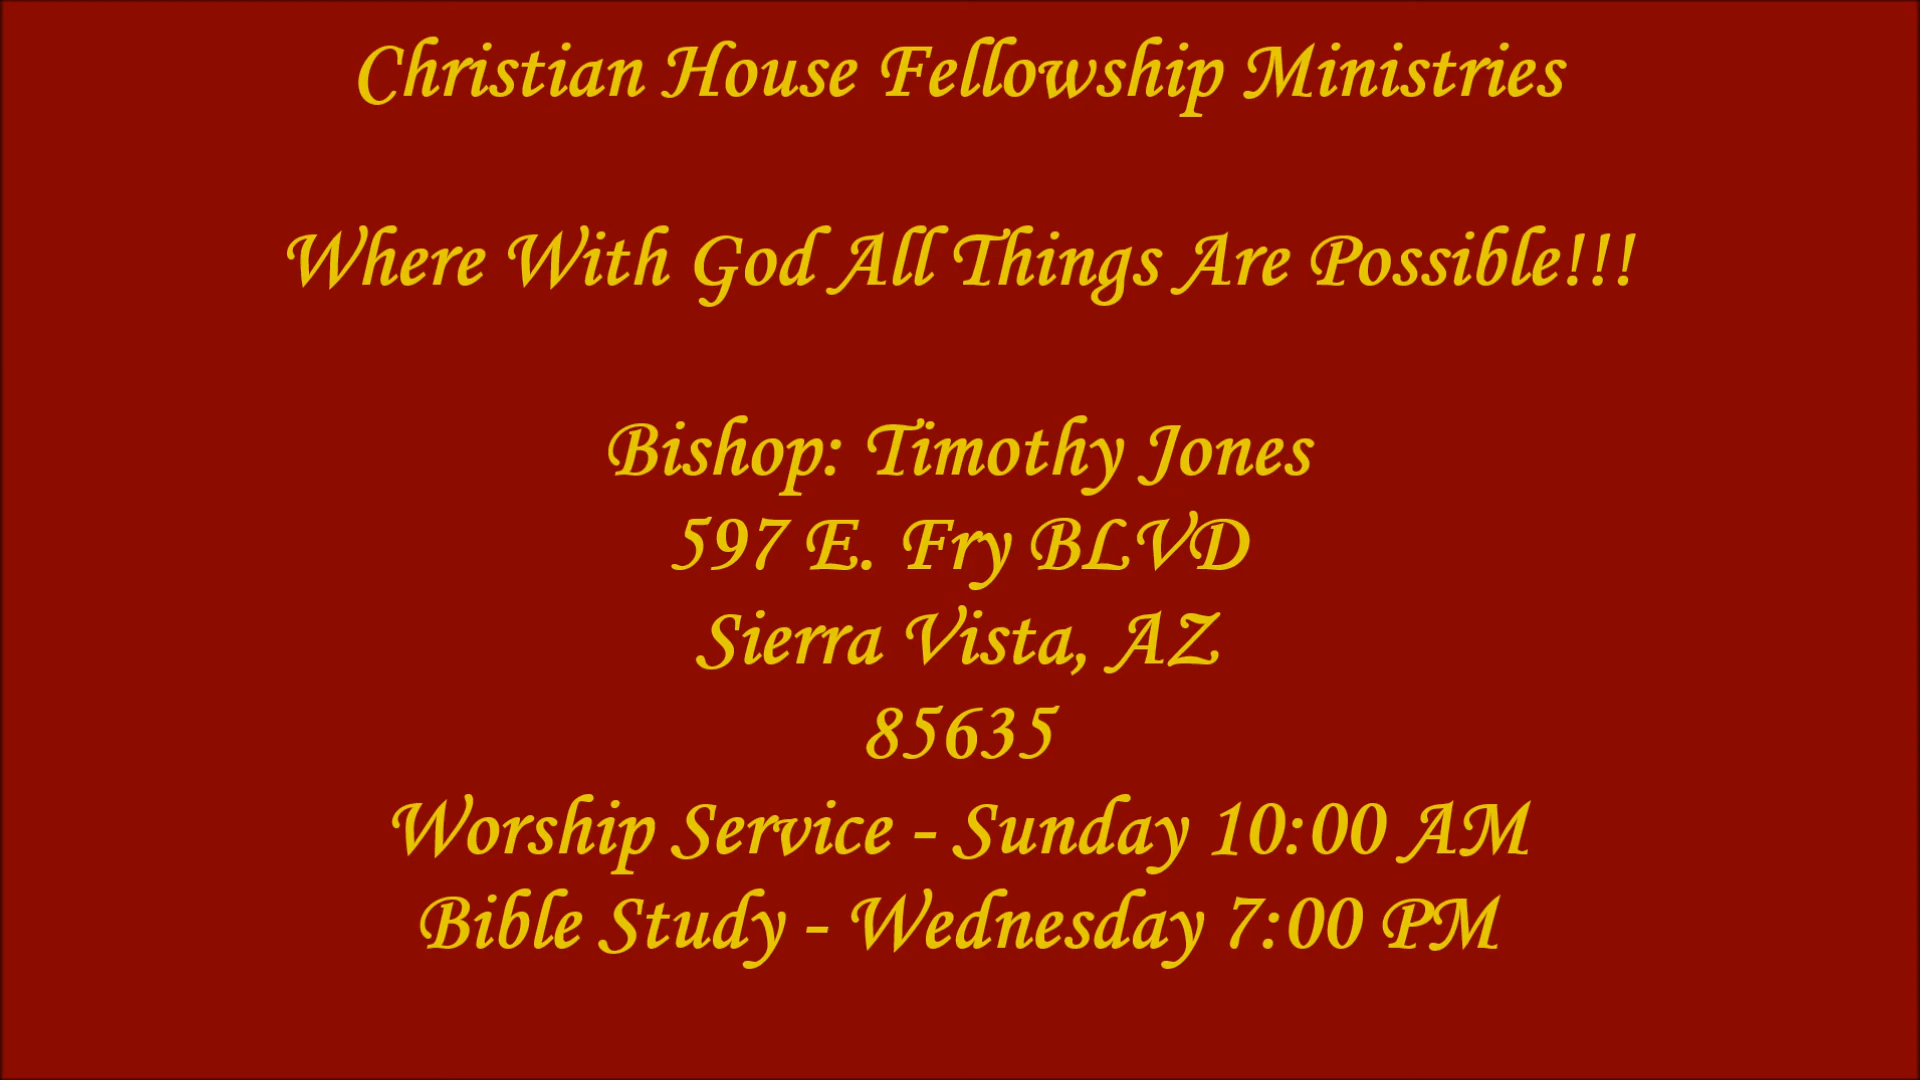 Christian House Fellowship Ministries
Where With God All Things Are Possible!!!
Bishop: Timothy Jones
597 E. Fry BLVD
Sierra Vista, AZ
85635
Worship Service - Sunday 10:00 AM
Bible Study - Wednesday 7:00 PM